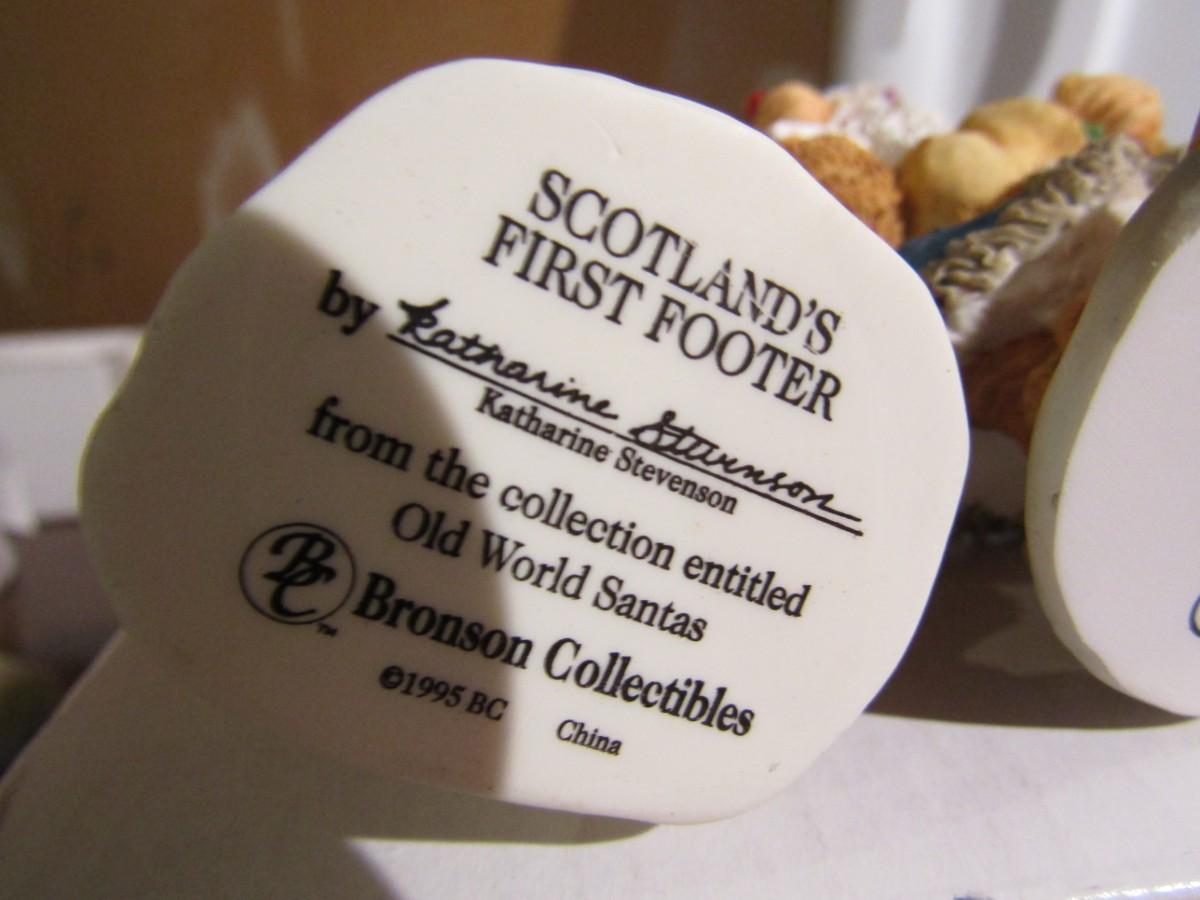 SCOTLAND'S
FIRST FOOTER
by Katharine Stevenson
Katharine Stevenson
from the collection entitled
Old World Santas
BC™ Bronson Collectibles
©1995 BC China